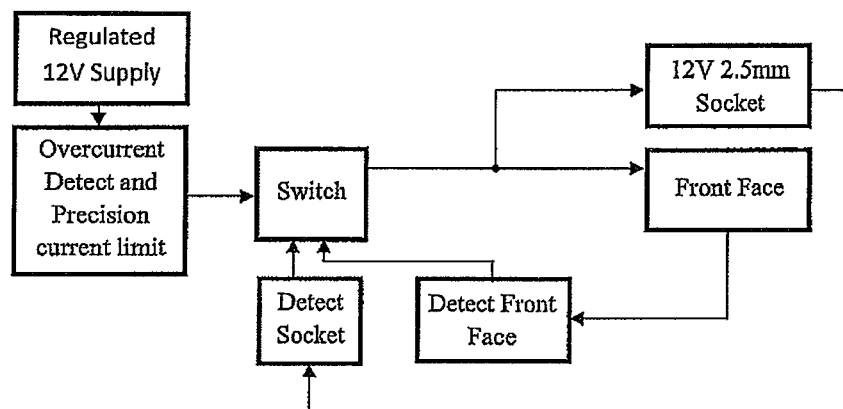 Regulated
12V Supply
12V 2.5mm
Socket
Overcurrent
Detect and
Precision
current limit
Switch
Front Face
Detect
Socket
Detect Front
Face